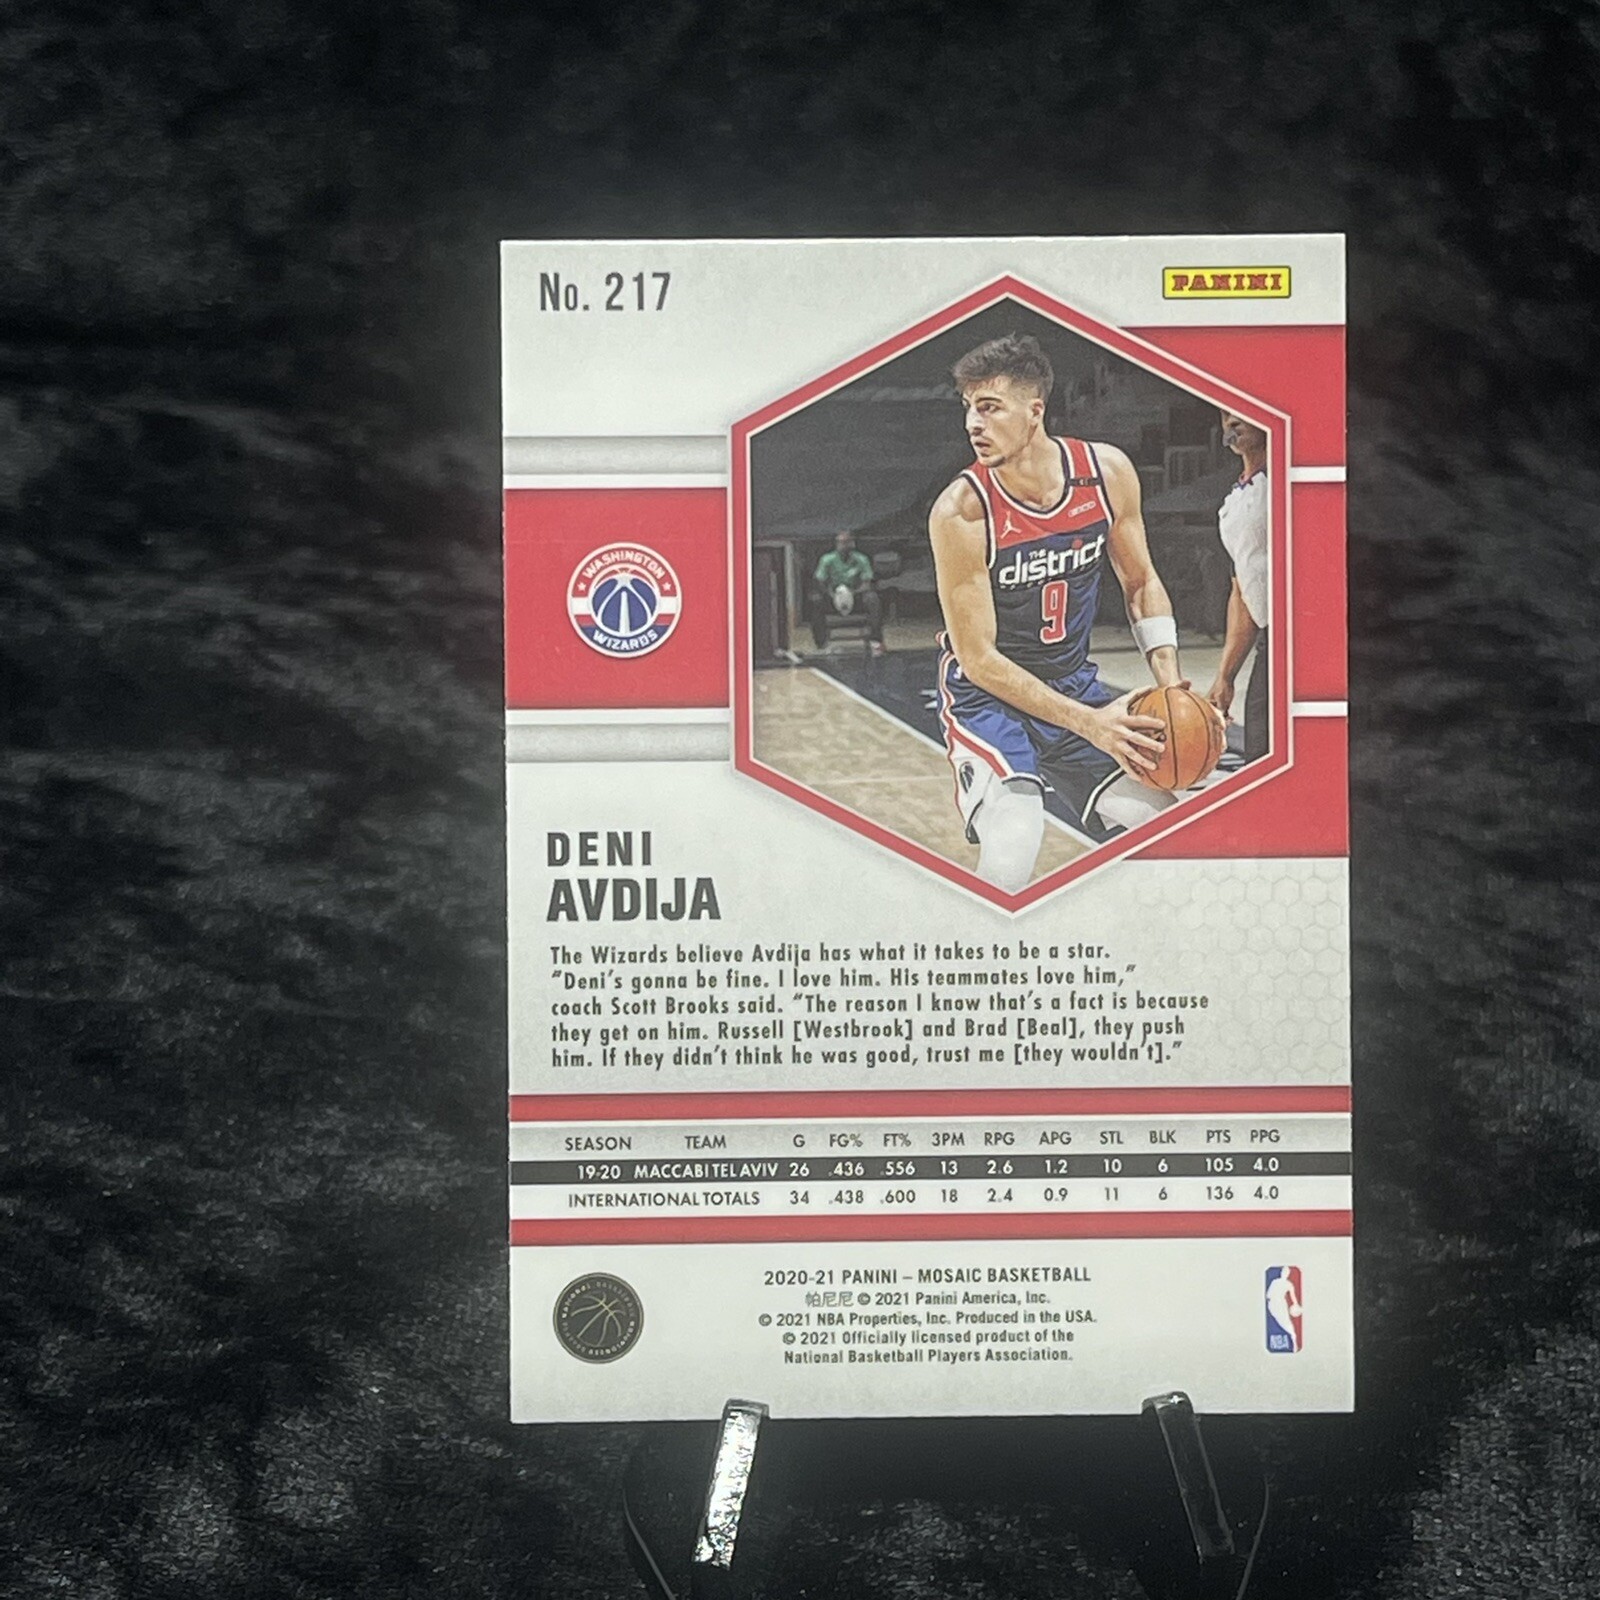 No. 217
PANINI
THE
district
9
WASHINGTON
WIZARDS
DENI
AVDIJA
The Wizards believe Avdija has what it takes to be a star.
"Deni's gonna be fine. I love him. His teammates love him,"
coach Scott Brooks said. "The reason I know that's a fact is because
they get on him. Russell [Westbrook] and Brad [Beal], they push
him. If they didn't think he was good, trust me [they wouldn't]."
SEASON TEAM G FG% FT% 3PM RPG APG STL BLK PTS PPG
19-20 MACCABI TEL AVIV 26 .436 .556 13 2.6 1.2 10 6 105 4.0
INTERNATIONAL TOTALS 34 .438 .600 18 2.4 0.9 11 6 136 4.0
2020-21 PANINI – MOSAIC BASKETBALL
帕尼尼 © 2021 Panini America, Inc.
© 2021 NBA Properties, Inc. Produced in the USA.
© 2021 Officially licensed product of the
National Basketball Players Association.
NBA